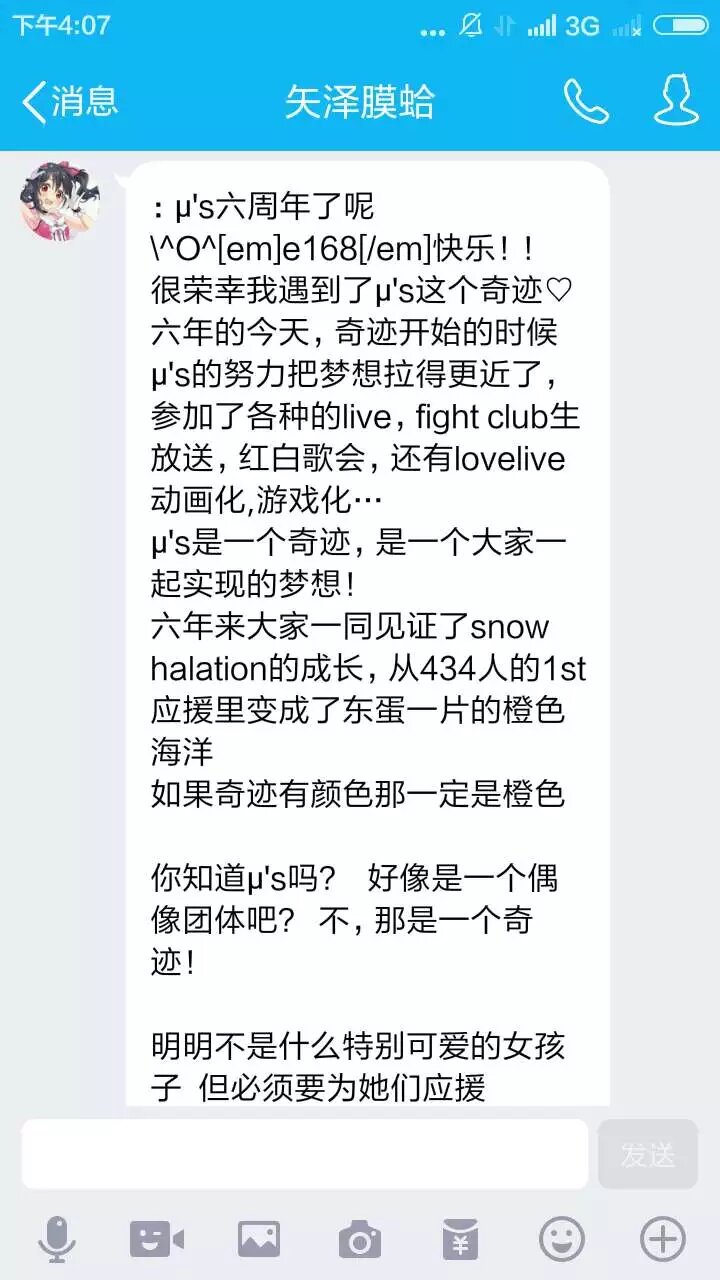 下午4:07
... 3G
消息
矢泽膜蛤
：μ's六周年了呢
\^O^[em]e168[/em]快乐！！
很荣幸我遇到了μ's这个奇迹♡
六年的今天，奇迹开始的时候
μ's的努力把梦想拉得更近了，
参加了各种的live，fight club生
放送，红白歌会，还有lovelive
动画化,游戏化…
μ's是一个奇迹，是一个大家一
起实现的梦想！
六年来大家一同见证了snow
halation的成长，从434人的1st
应援里变成了东蛋一片的橙色
海洋
如果奇迹有颜色那一定是橙色
你知道μ's吗？ 好像是一个偶
像团体吧？ 不，那是一个奇
迹！
明明不是什么特别可爱的女孩
子 但必须要为她们应援
发送